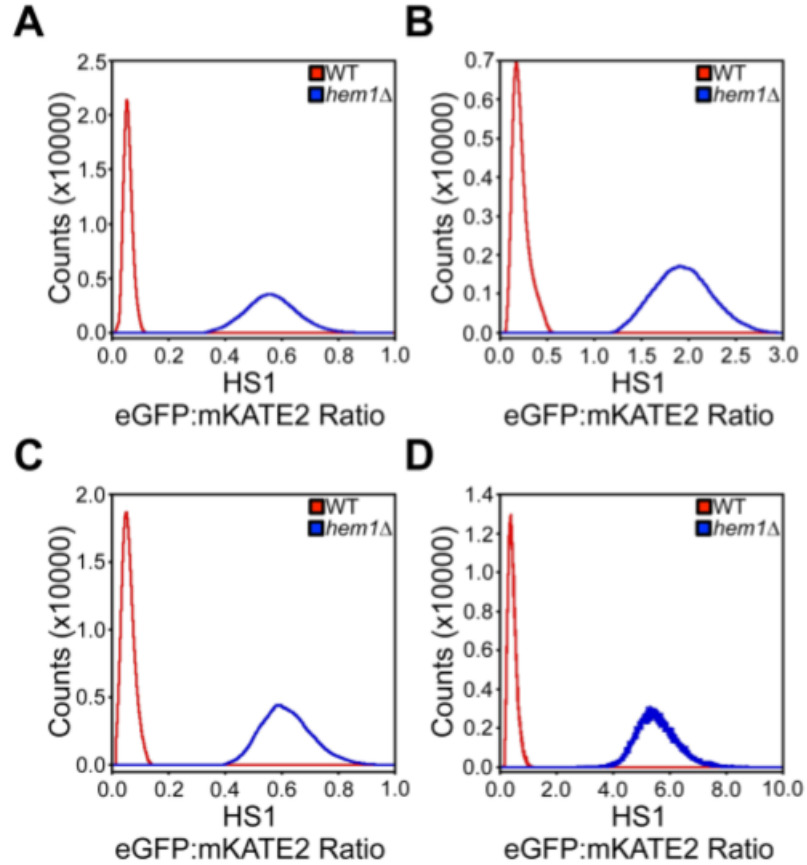 A
Counts (x10000)
2.5
2.0
1.5
1.0
0.5
0.0
WT
hem1Δ
0.0 0.2 0.4 0.6 0.8 1.0
HS1
eGFP:mKATE2 Ratio
B
Counts (x10000)
0.7
0.6
0.5
0.4
0.3
0.2
0.1
0.0
WT
hem1Δ
0.0 0.5 1.0 1.5 2.0 2.5 3.0
HS1
eGFP:mKATE2 Ratio
C
Counts (x10000)
2.0
1.5
1.0
0.5
0.0
WT
hem1Δ
0.0 0.2 0.4 0.6 0.8 1.0
HS1
eGFP:mKATE2 Ratio
D
Counts (x10000)
1.4
1.2
1.0
0.8
0.6
0.4
0.2
0.0
WT
hem1Δ
0.0 2.0 4.0 6.0 8.0 10.0
HS1
eGFP:mKATE2 Ratio